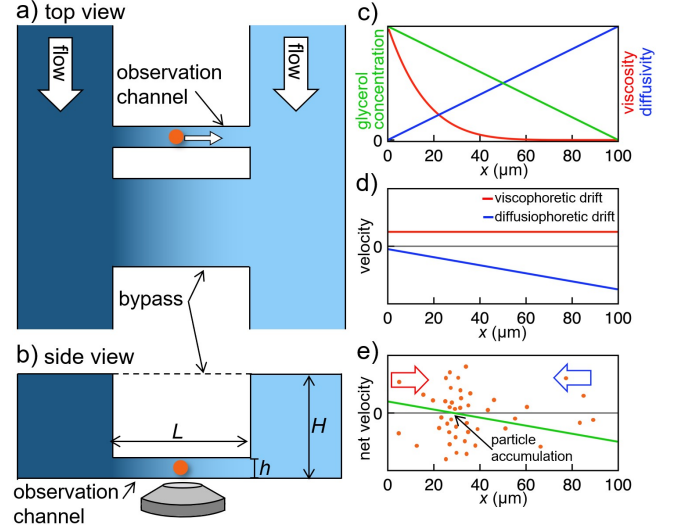 a) top view
flow
flow
observation
channel
bypass
b) side view
L
H
h
observation
channel
c)
glycerol
concentration
0
viscosity
diffusivity
0 20 40 60 80 100
x (μm)
d)
velocity
0
viscophoretic drift
diffusiophoretic drift
0 20 40 60 80 100
x (μm)
e)
net velocity
0
particle
accumulation
0 20 40 60 80 100
x (μm)